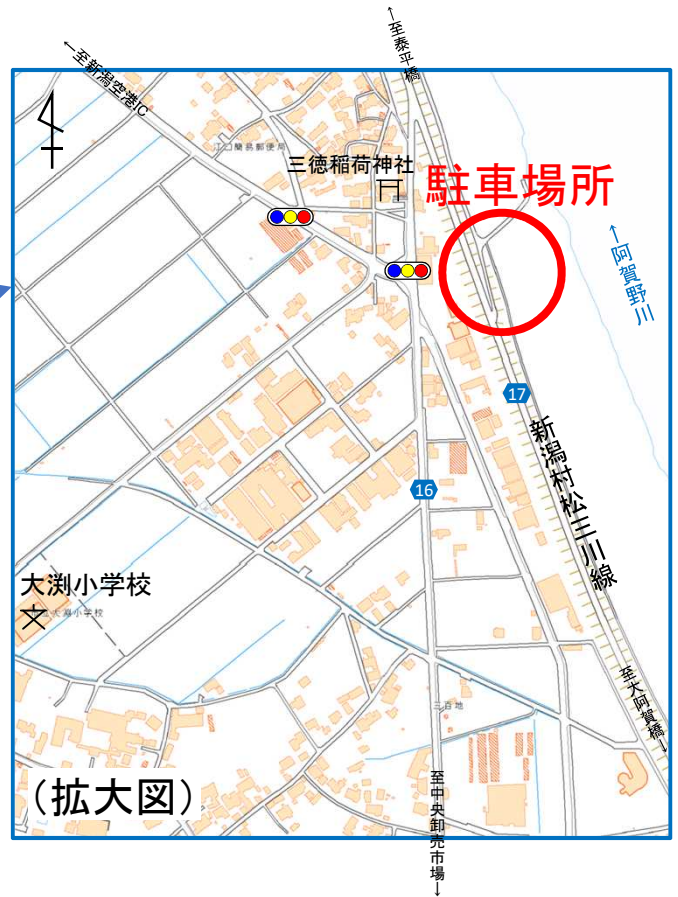 ←至泰平橋
←至新潟空港IC
江口簡易郵便局
三徳稲荷神社
駐車場所
←阿賀野川
17
新潟村松三川線
16
大渕小学校
大渕小学校
三百地
至大阿賀橋→
至中央卸売市場→
（拡大図）